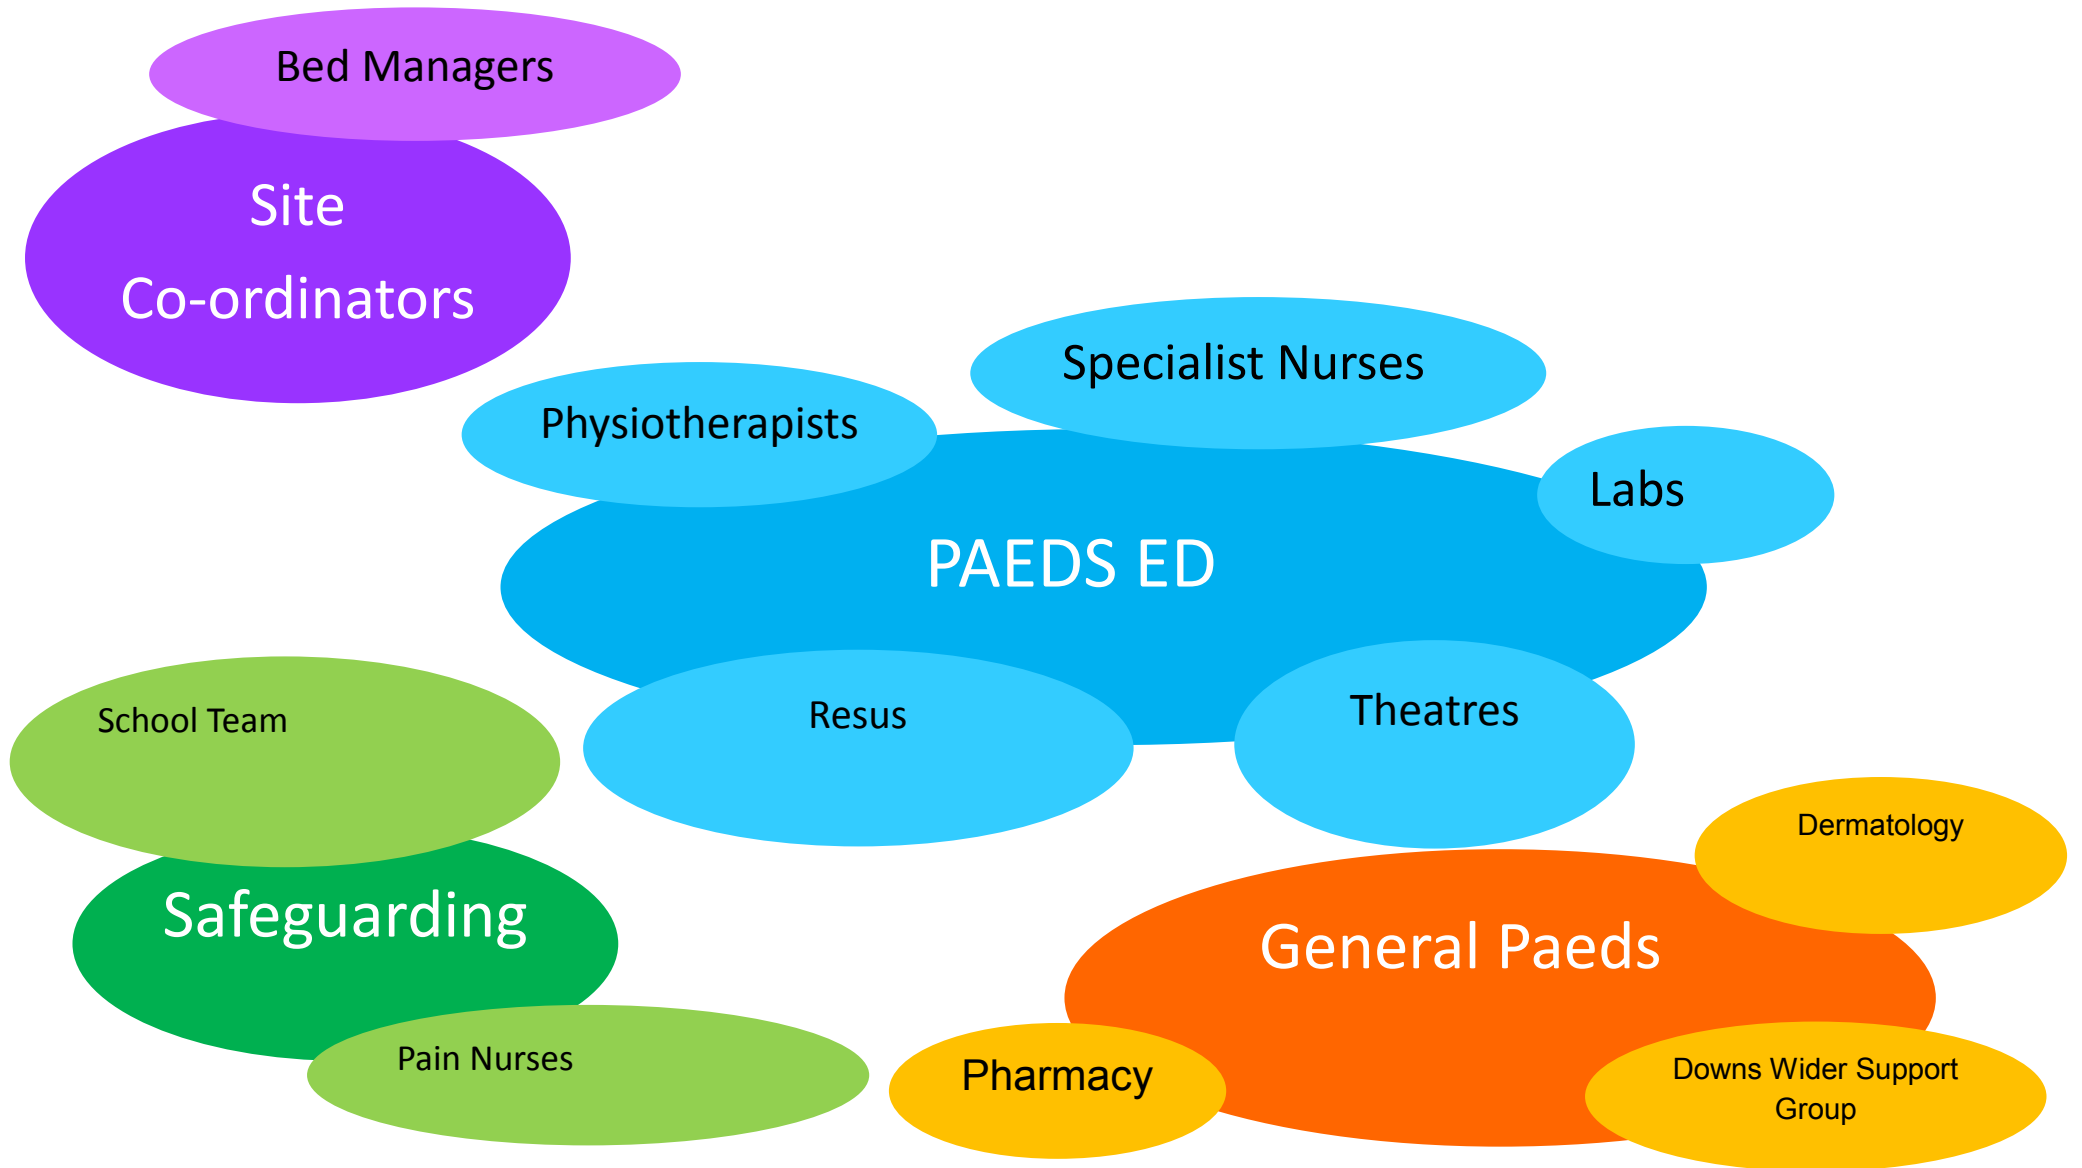 Bed Managers
Site
Co-ordinators
Specialist Nurses
Physiotherapists
Labs
PAEDS ED
Resus
Theatres
School Team
Dermatology
Safeguarding
General Paeds
Pain Nurses
Pharmacy
Downs Wider Support
Group